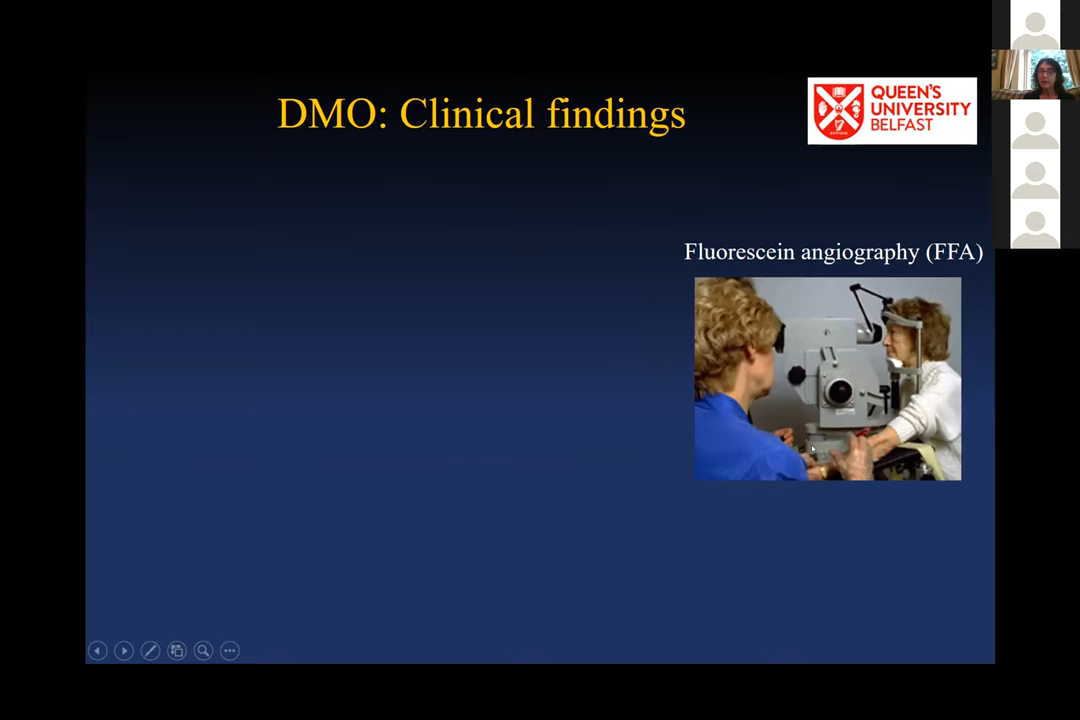 DMO: Clinical findings
QUEEN'S
UNIVERSITY
BELFAST
Fluorescein angiography (FFA)